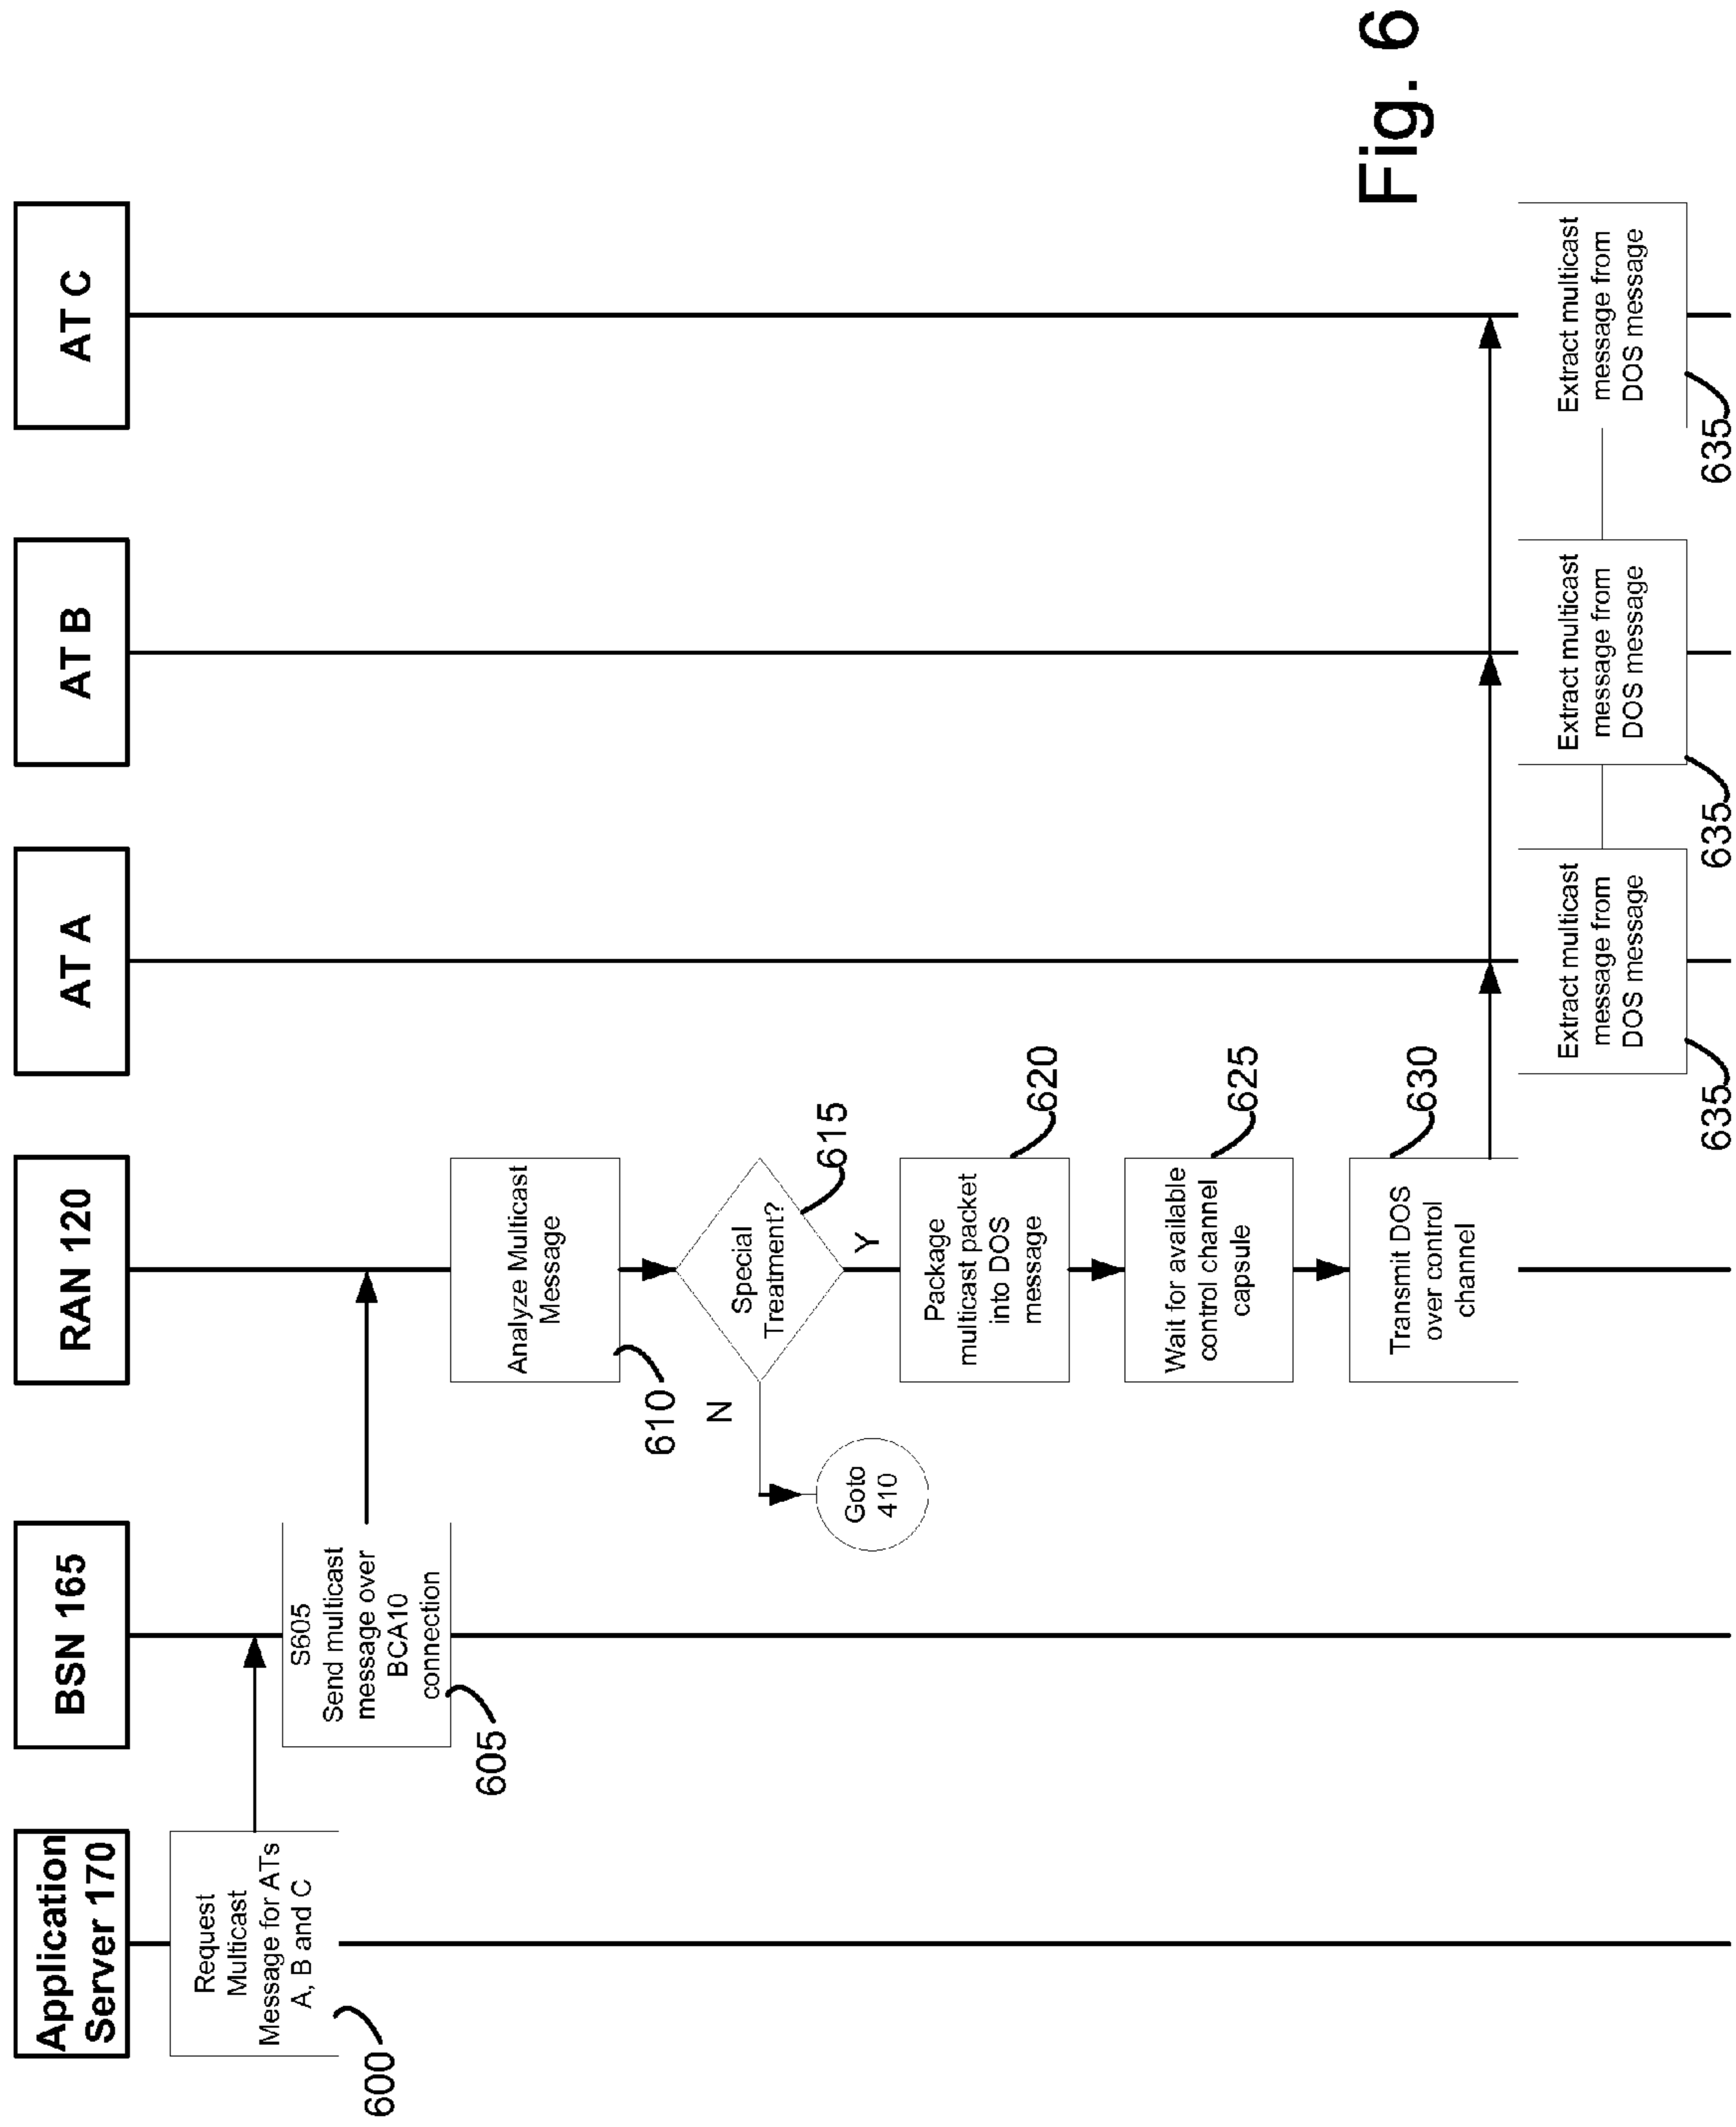 Application
Server 170
BSN 165
RAN 120
AT A
AT B
AT C
Request
Multicast
Message for ATs
A, B and C
600
S605
Send multicast
message over
BCA10
connection
605
Analyze Multicast
Message
610
Special
Treatment?
615
N
Y
Goto
410
Package
multicast packet
into DOS
message
620
Wait for available
control channel
capsule
625
Transmit DOS
over control
channel
630
Extract multicast
message from
DOS message
635
Extract multicast
message from
DOS message
635
Extract multicast
message from
DOS message
635
Fig. 6